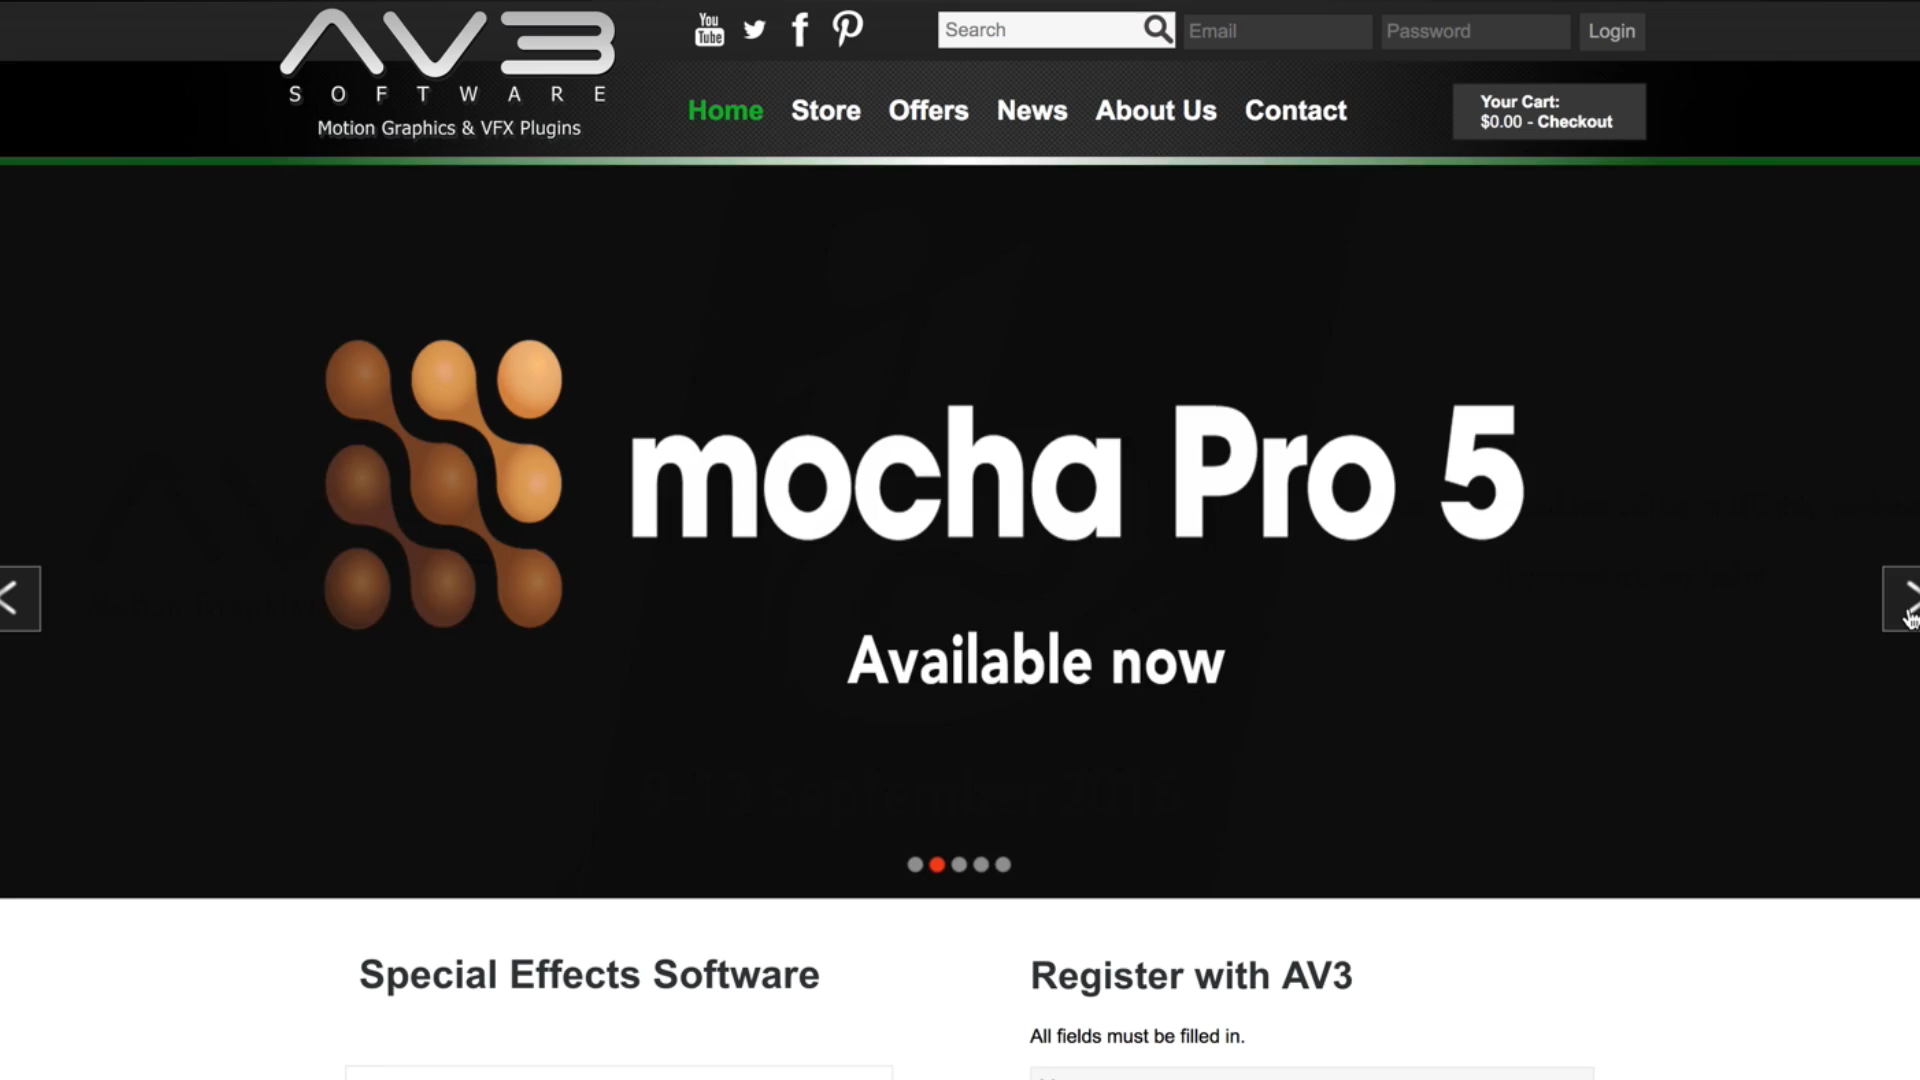 AV3
SOFTWARE
Motion Graphics & VFX Plugins
You
Tube
Search
Email
Password
Login
Home Store Offers News About Us Contact
Your Cart:
$0.00 - Checkout
mocha Pro 5
Available now
Special Effects Software
Register with AV3
All fields must be filled in.